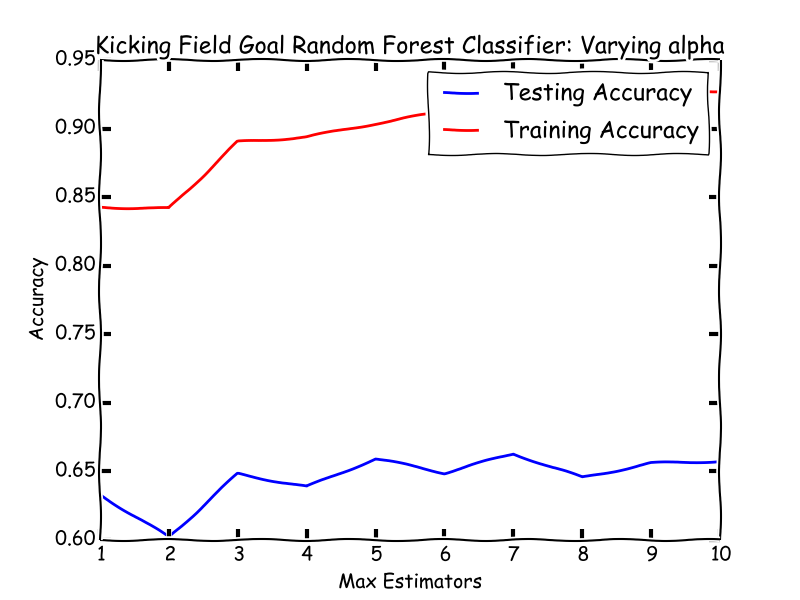 Kicking Field Goal Random Forest Classifier: Varying alpha
0.95
0.90
0.85
0.80
0.75
0.70
0.65
0.60
Accuracy
Testing Accuracy
Training Accuracy
1 2 3 4 5 6 7 8 9 10
Max Estimators